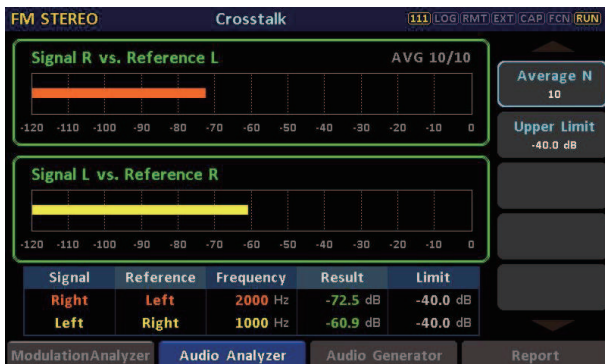 FM STEREO Crosstalk 111 LOG RMT EXT CAP FCN RUN
Signal R vs. Reference L AVG 10/10
-120 -110 -100 -90 -80 -70 -60 -50 -40 -30 -20 -10 0
Signal L vs. Reference R
-120 -110 -100 -90 -80 -70 -60 -50 -40 -30 -20 -10 0
Signal Reference Frequency Result Limit
Right Left 2000 Hz -72.5 dB -40.0 dB
Left Right 1000 Hz -60.9 dB -40.0 dB
Average N
10
Upper Limit
-40.0 dB
ModulationAnalyzer Audio Analyzer Audio Generator Report